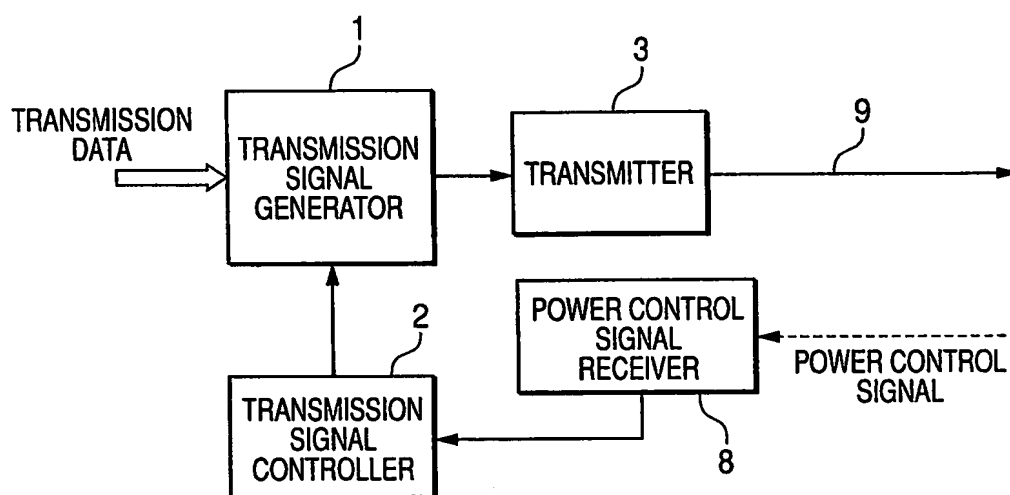 1
3
9
TRANSMISSION
DATA
TRANSMISSION
SIGNAL
GENERATOR
TRANSMITTER
2
POWER CONTROL
SIGNAL
RECEIVER
POWER CONTROL
SIGNAL
TRANSMISSION
SIGNAL
CONTROLLER
8